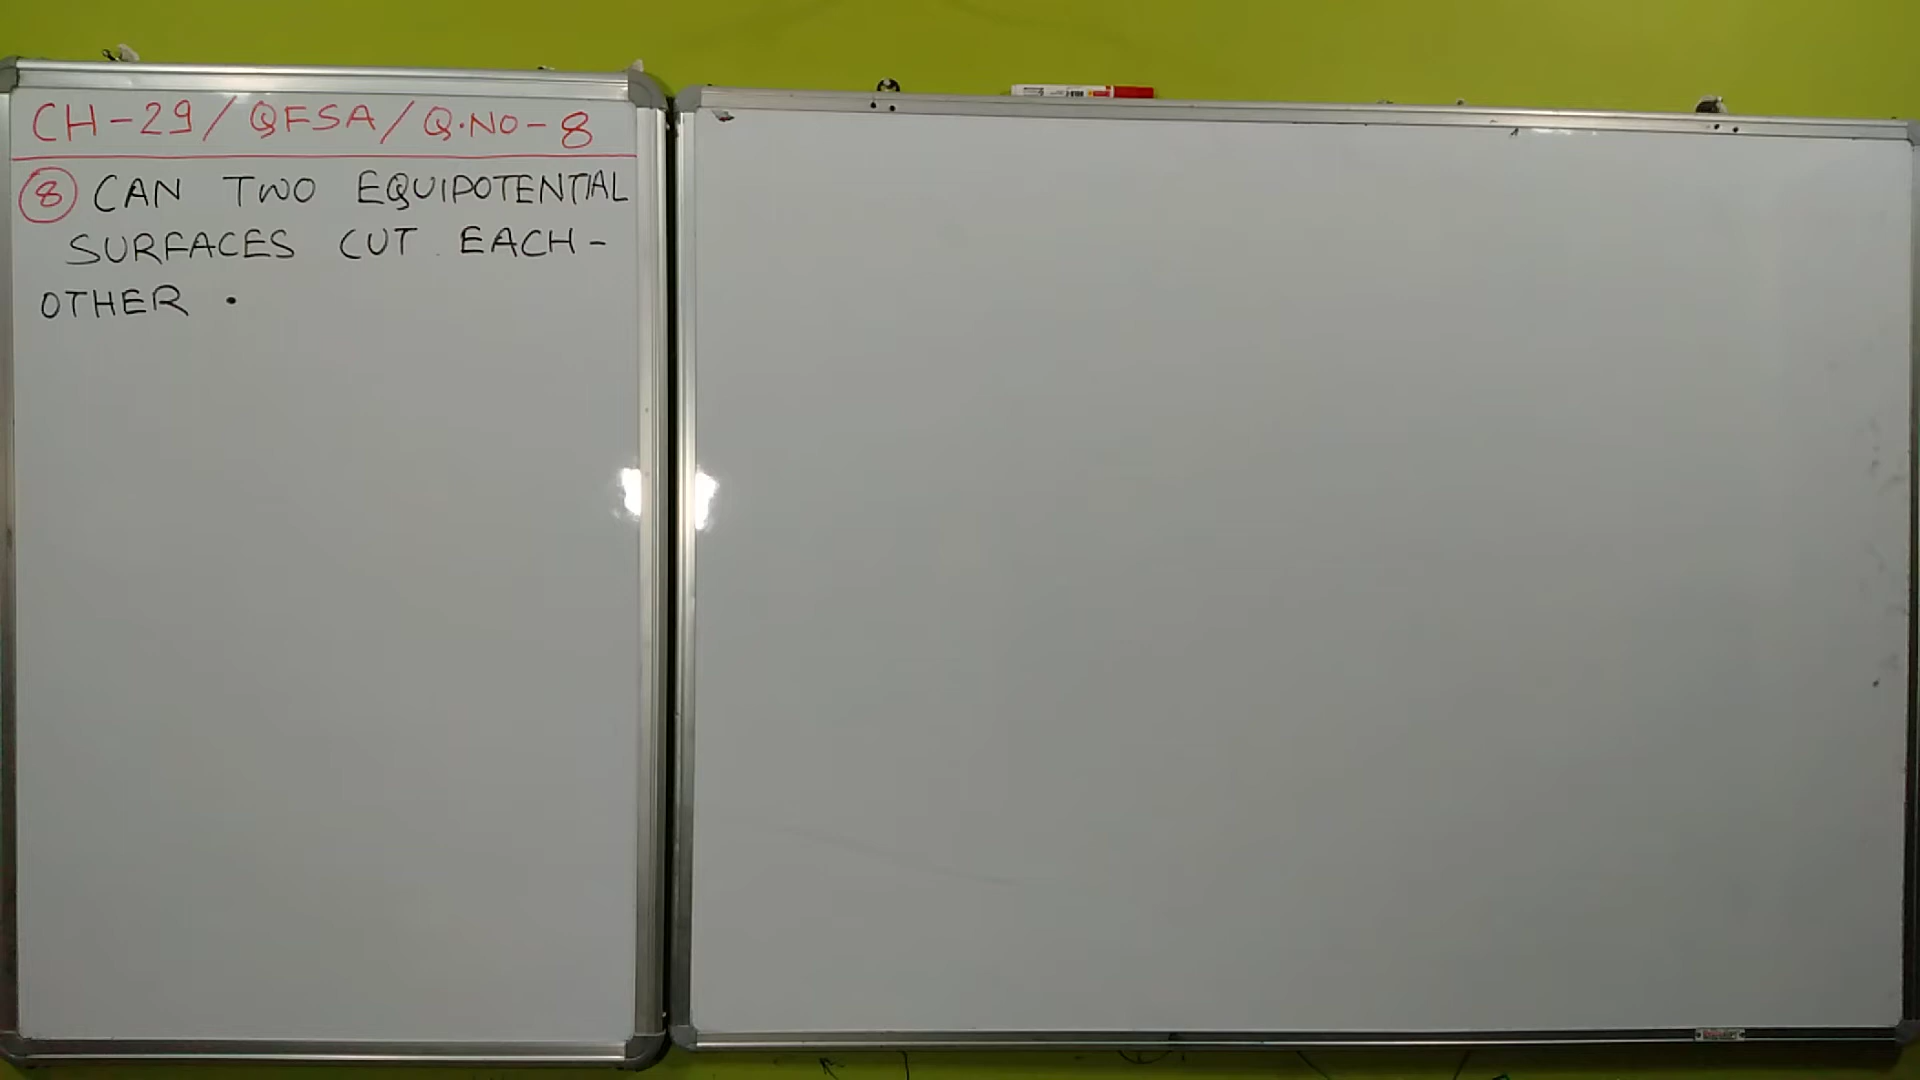 CH-29/QFSA/Q.NO-8
8 CAN TWO EQUIPOTENTIAL
SURFACES CUT EACH-
OTHER .